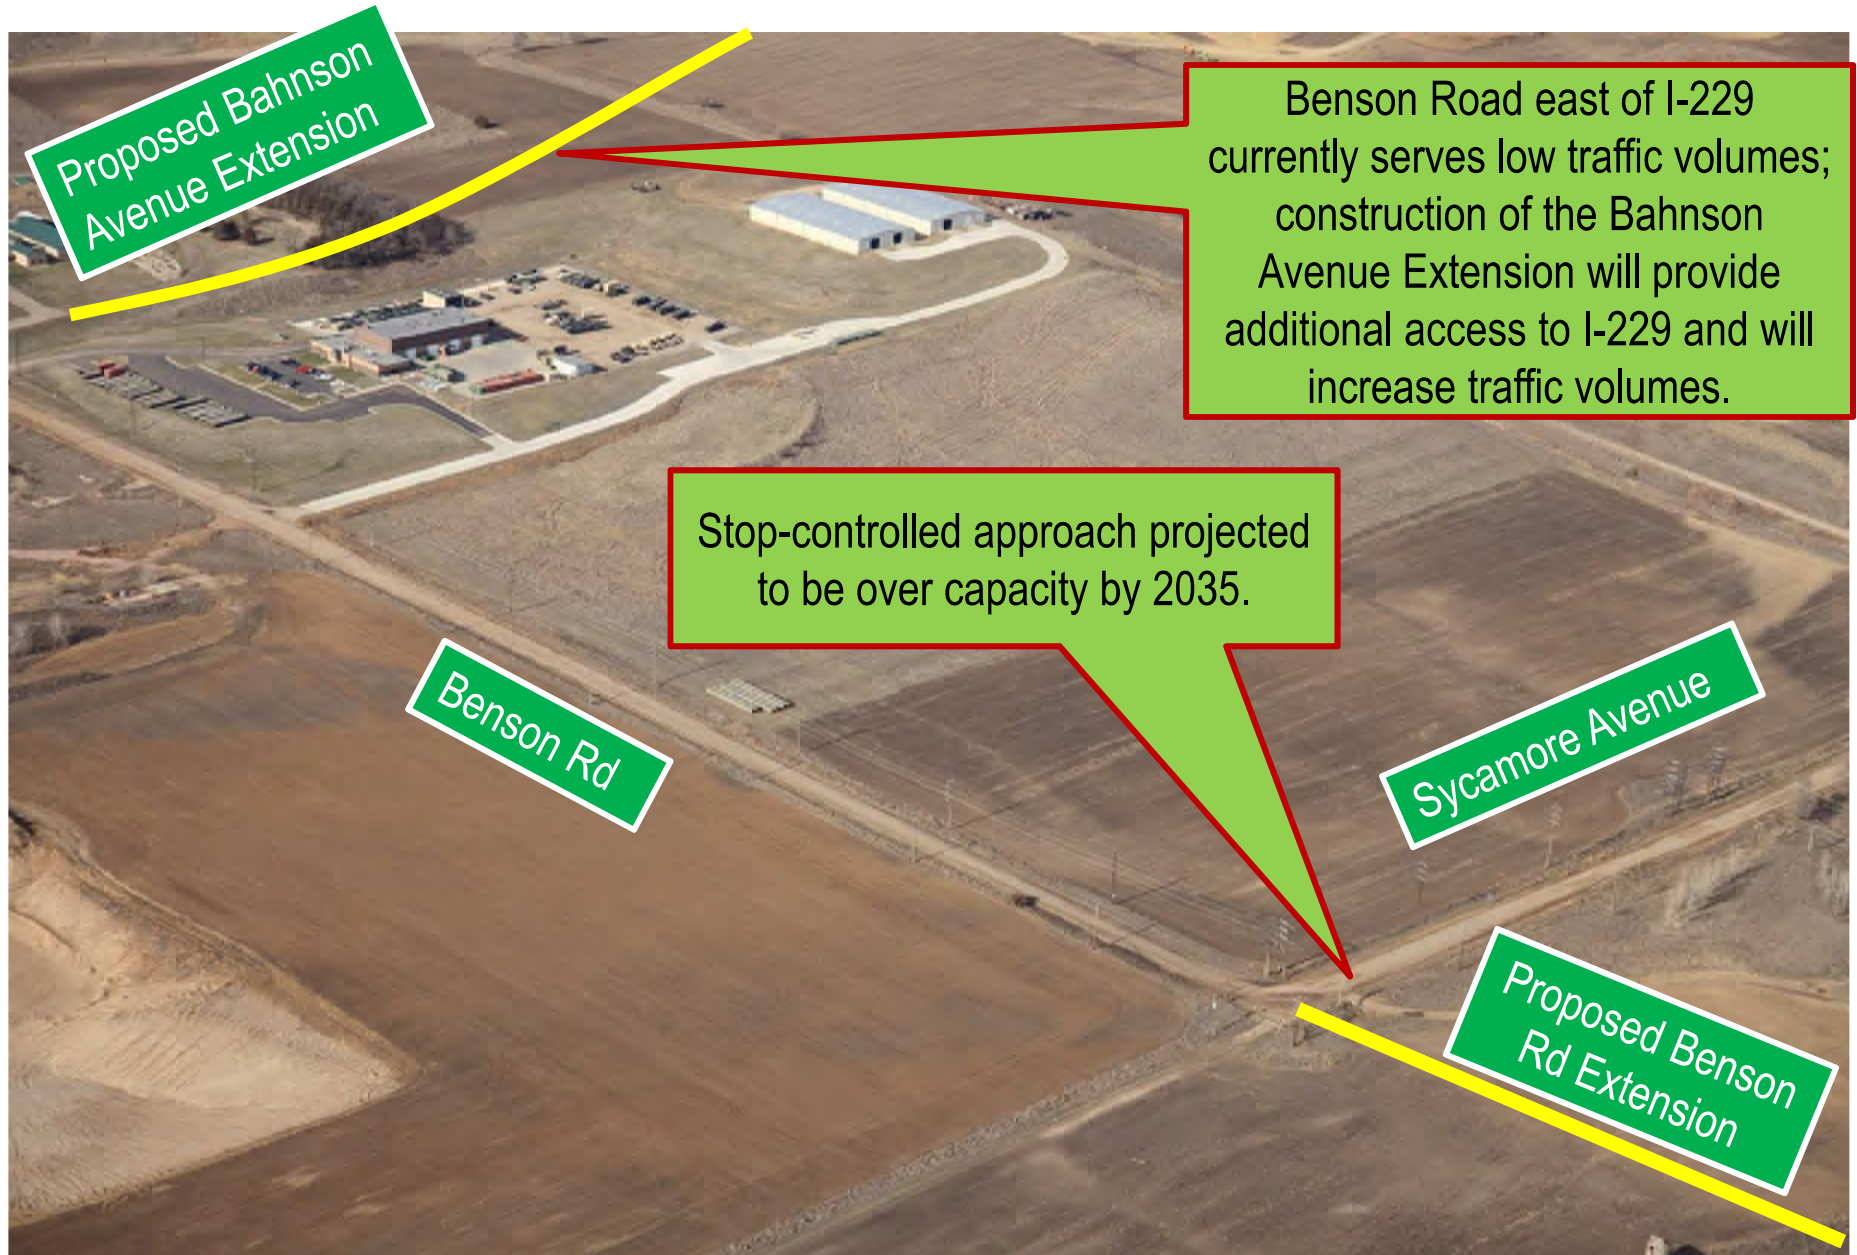 Proposed Bahnson
Avenue Extension
Benson Road east of I-229
currently serves low traffic volumes;
construction of the Bahnson
Avenue Extension will provide
additional access to I-229 and will
increase traffic volumes.
Stop-controlled approach projected
to be over capacity by 2035.
Benson Rd
Sycamore Avenue
Proposed Benson
Rd Extension